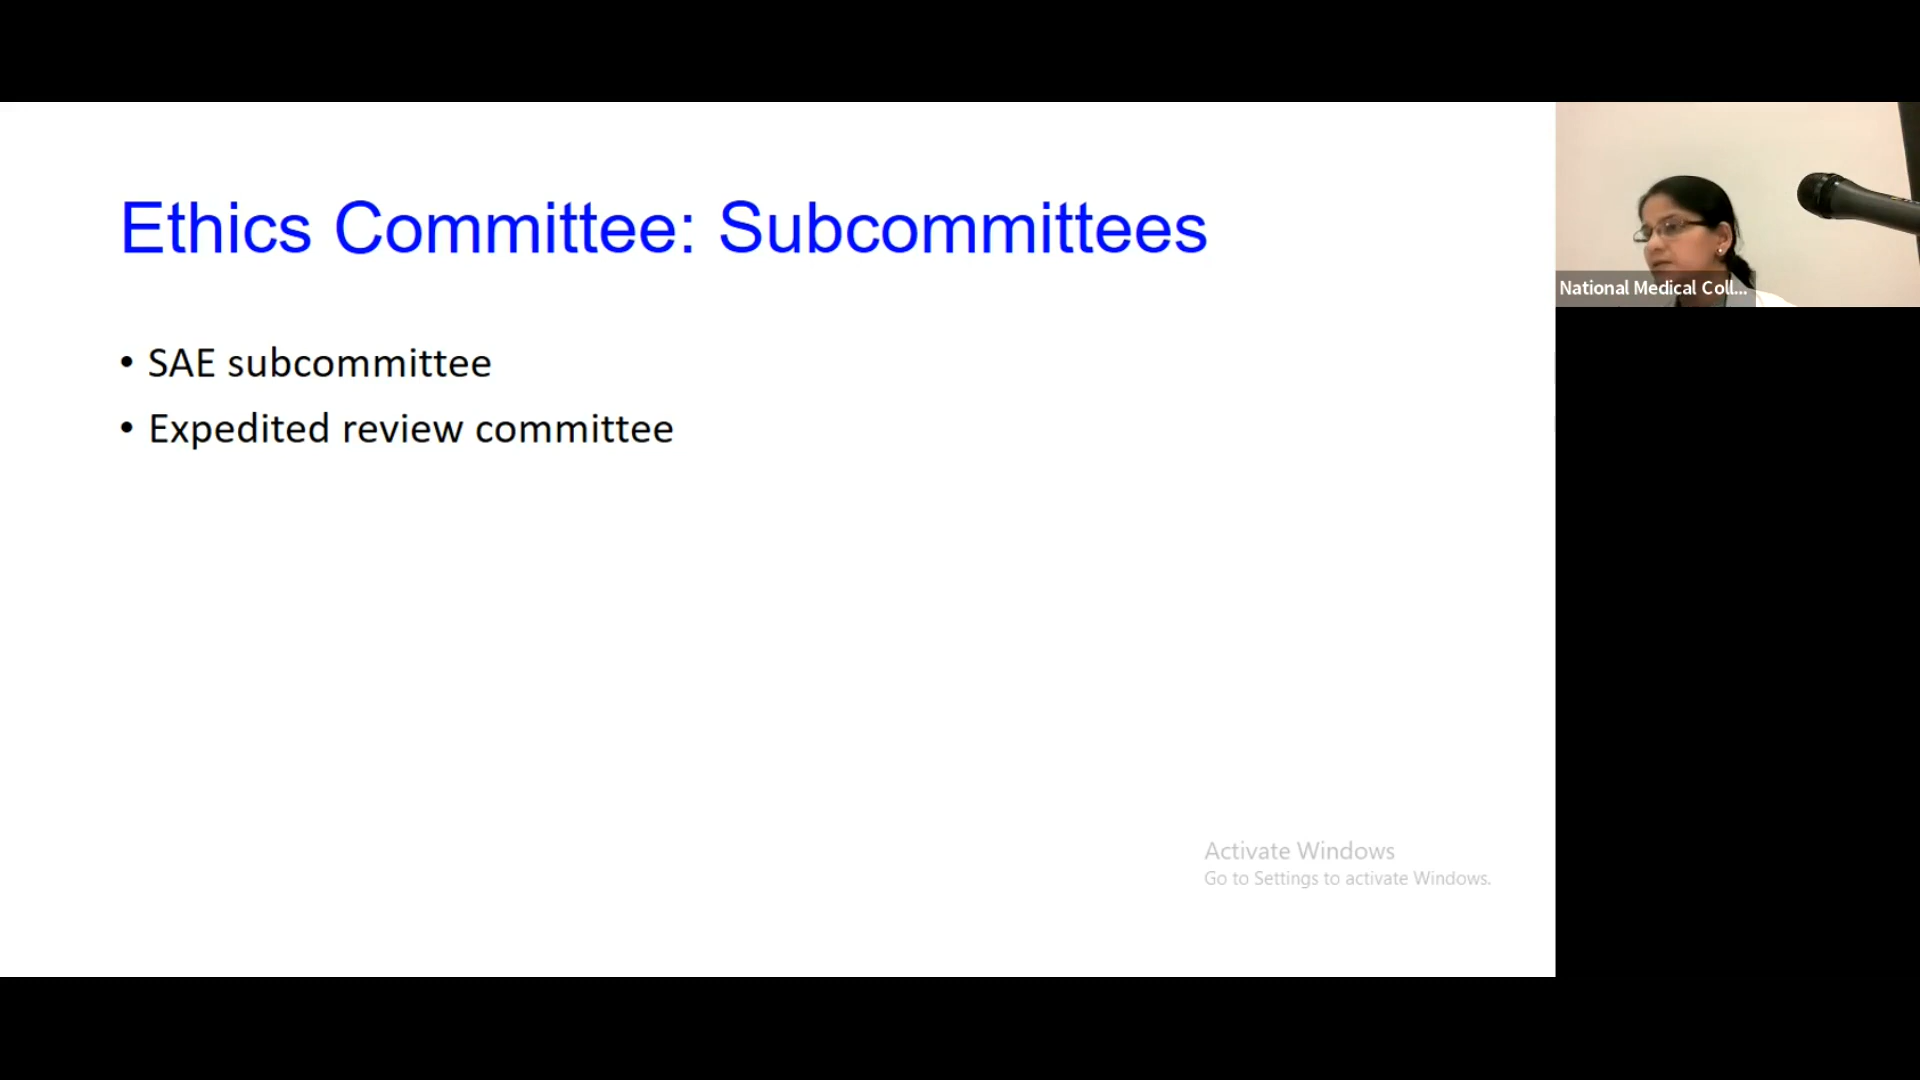 Ethics Committee: Subcommittees
• SAE subcommittee
• Expedited review committee
National Medical Coll...
Activate Windows
Go to Settings to activate Windows.